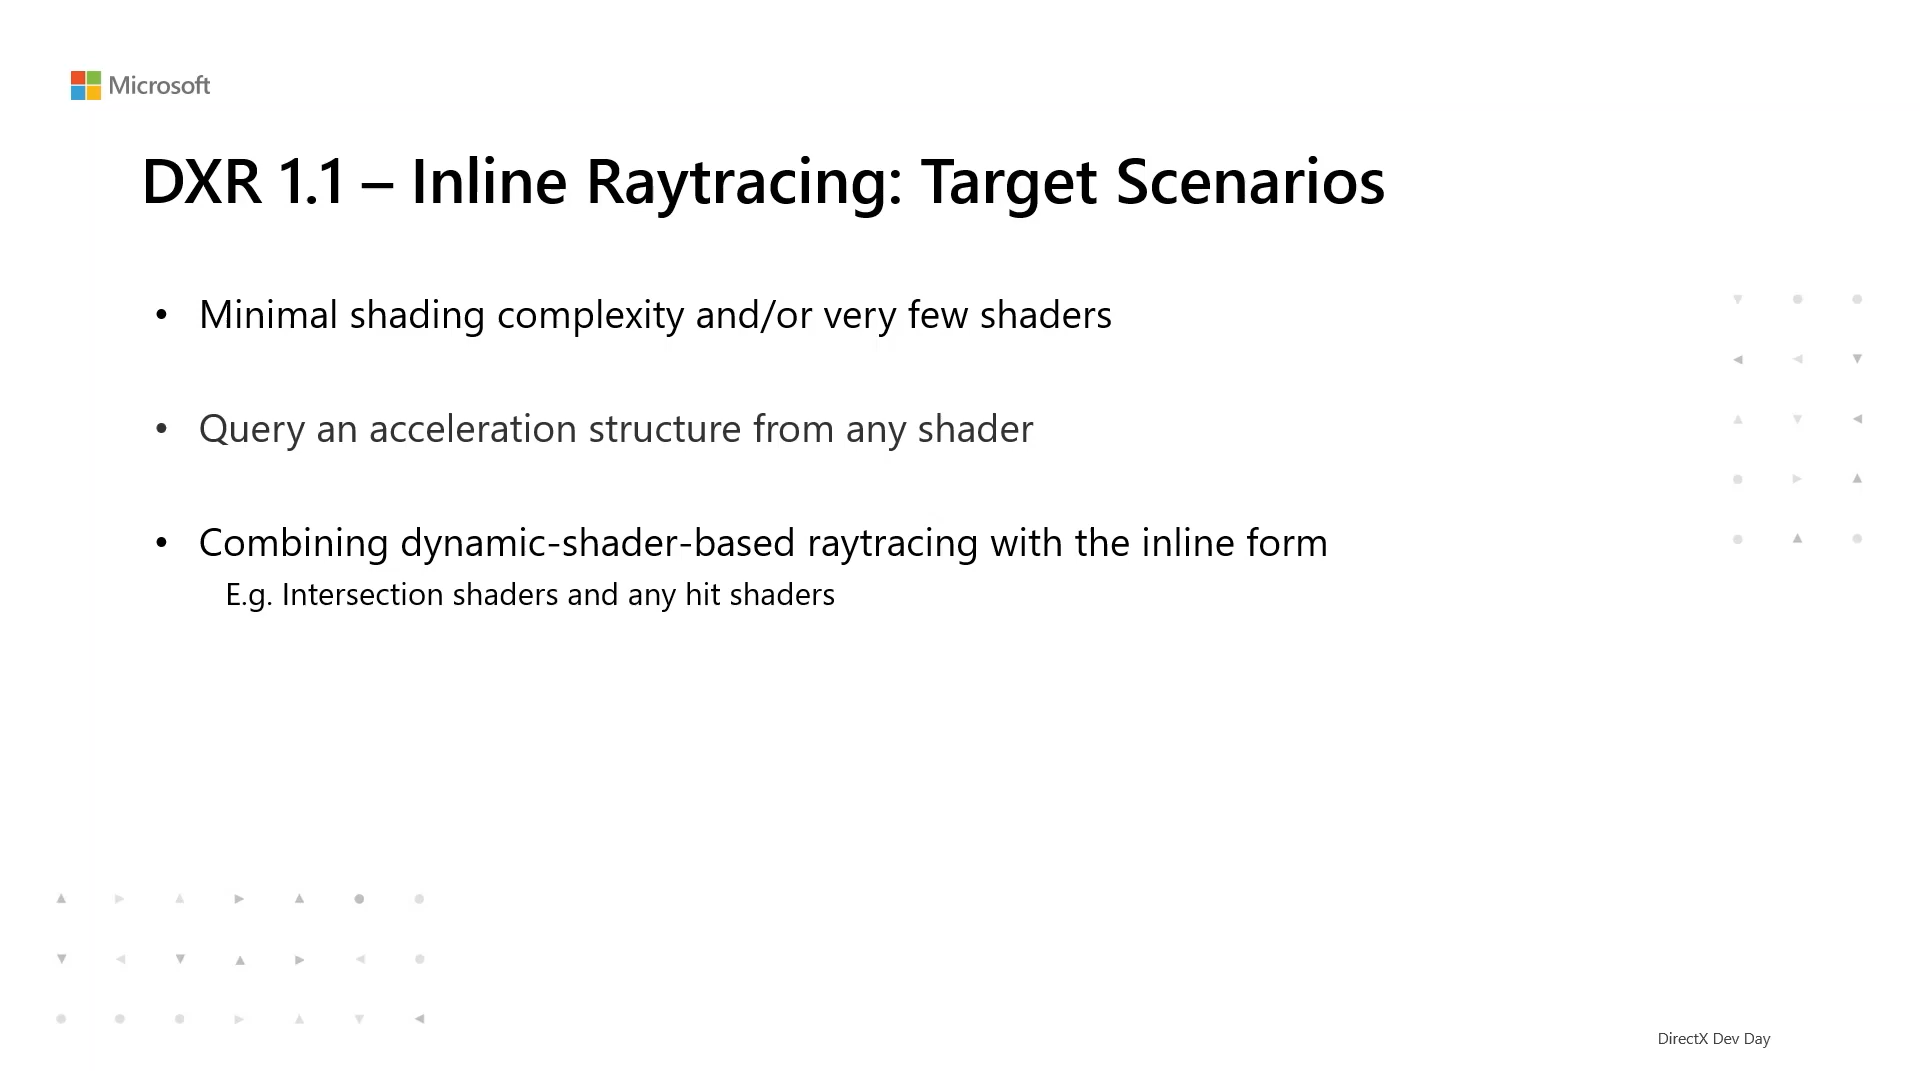 Microsoft
DXR 1.1 – Inline Raytracing: Target Scenarios
• Minimal shading complexity and/or very few shaders
• Query an acceleration structure from any shader
• Combining dynamic-shader-based raytracing with the inline form
E.g. Intersection shaders and any hit shaders
DirectX Dev Day